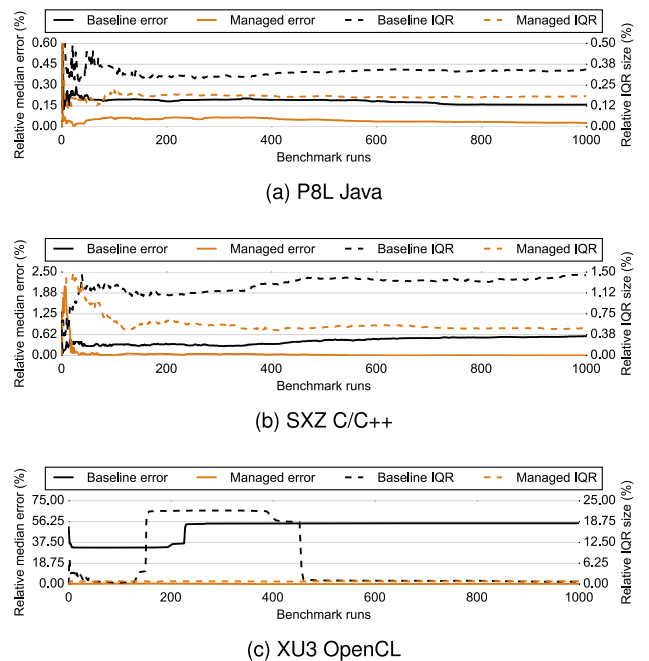 Baseline error Managed error Baseline IQR Managed IQR
Relative median error (%)
0.60
0.45
0.30
0.15
0.00
0.50
0.38
0.25
0.12
0.00
Relative IQR size (%)
0 200 400 600 800 1000
Benchmark runs
(a) P8L Java
Baseline error Managed error Baseline IQR Managed IQR
Relative median error (%)
2.50
1.88
1.25
0.62
0.00
1.50
1.12
0.75
0.38
0.00
Relative IQR size (%)
0 200 400 600 800 1000
Benchmark runs
(b) SXZ C/C++
Baseline error Managed error Baseline IQR Managed IQR
Relative median error (%)
75.00
56.25
37.50
18.75
0.00
25.00
18.75
12.50
6.25
0.00
Relative IQR size (%)
0 200 400 600 800 1000
Benchmark runs
(c) XU3 OpenCL